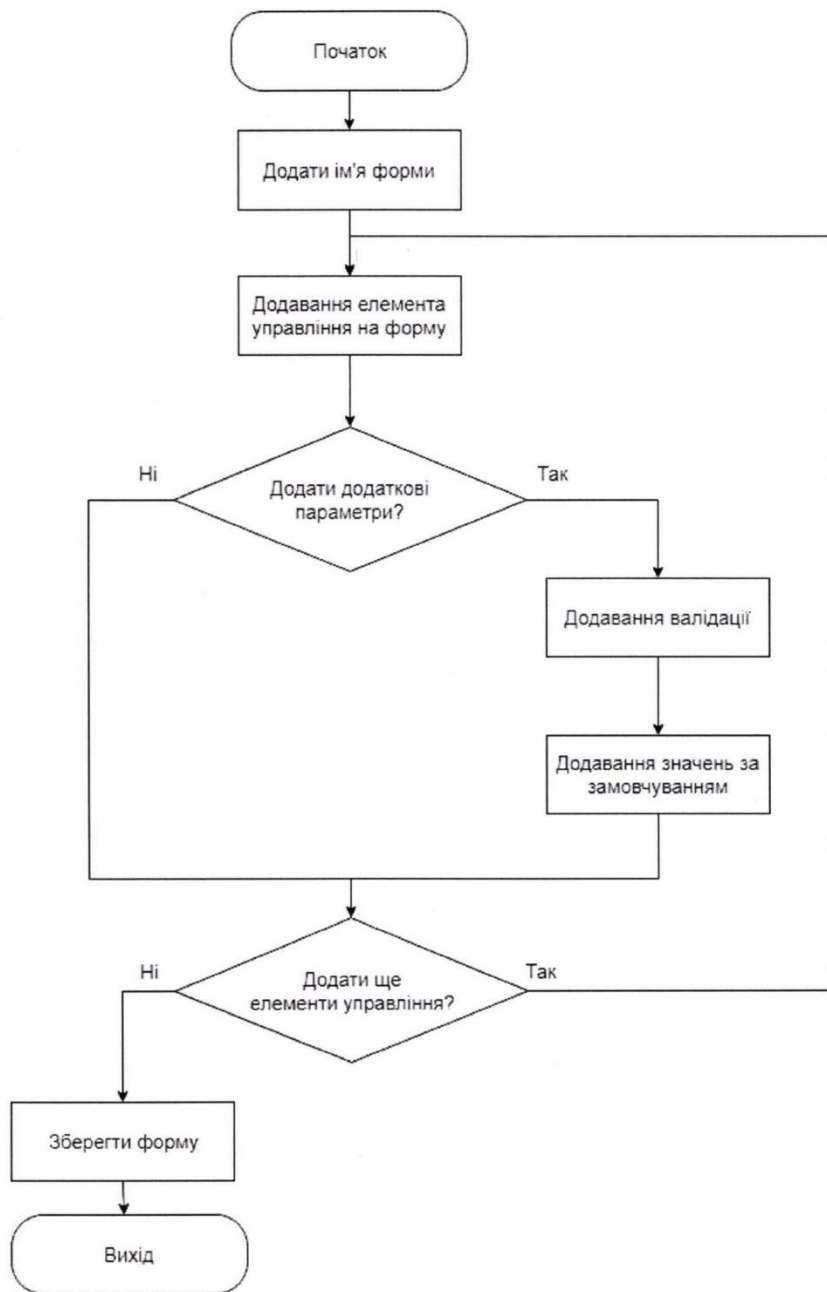 Початок
Додати ім'я форми
Додавання елемента
управління на форму
Ні
Так
Додати додаткові
параметри?
Додавання валідації
Додавання значень за
замовчуванням
Ні
Так
Додати ще
елементи управління?
Зберегти форму
Вихід